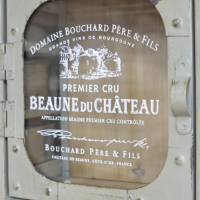 DOMAINE BOUCHARD PÈRE & FILS
GRANDS VINS DE BOURGOGNE
PREMIER CRU
BEAUNE DU CHÂTEAU
APPELLATION BEAUNE PREMIER CRU CONTRÔLÉE
BOUCHARD PÈRE & FILS
CHÂTEAU DE BEAUNE, CÔTE-D'OR, FRANCE